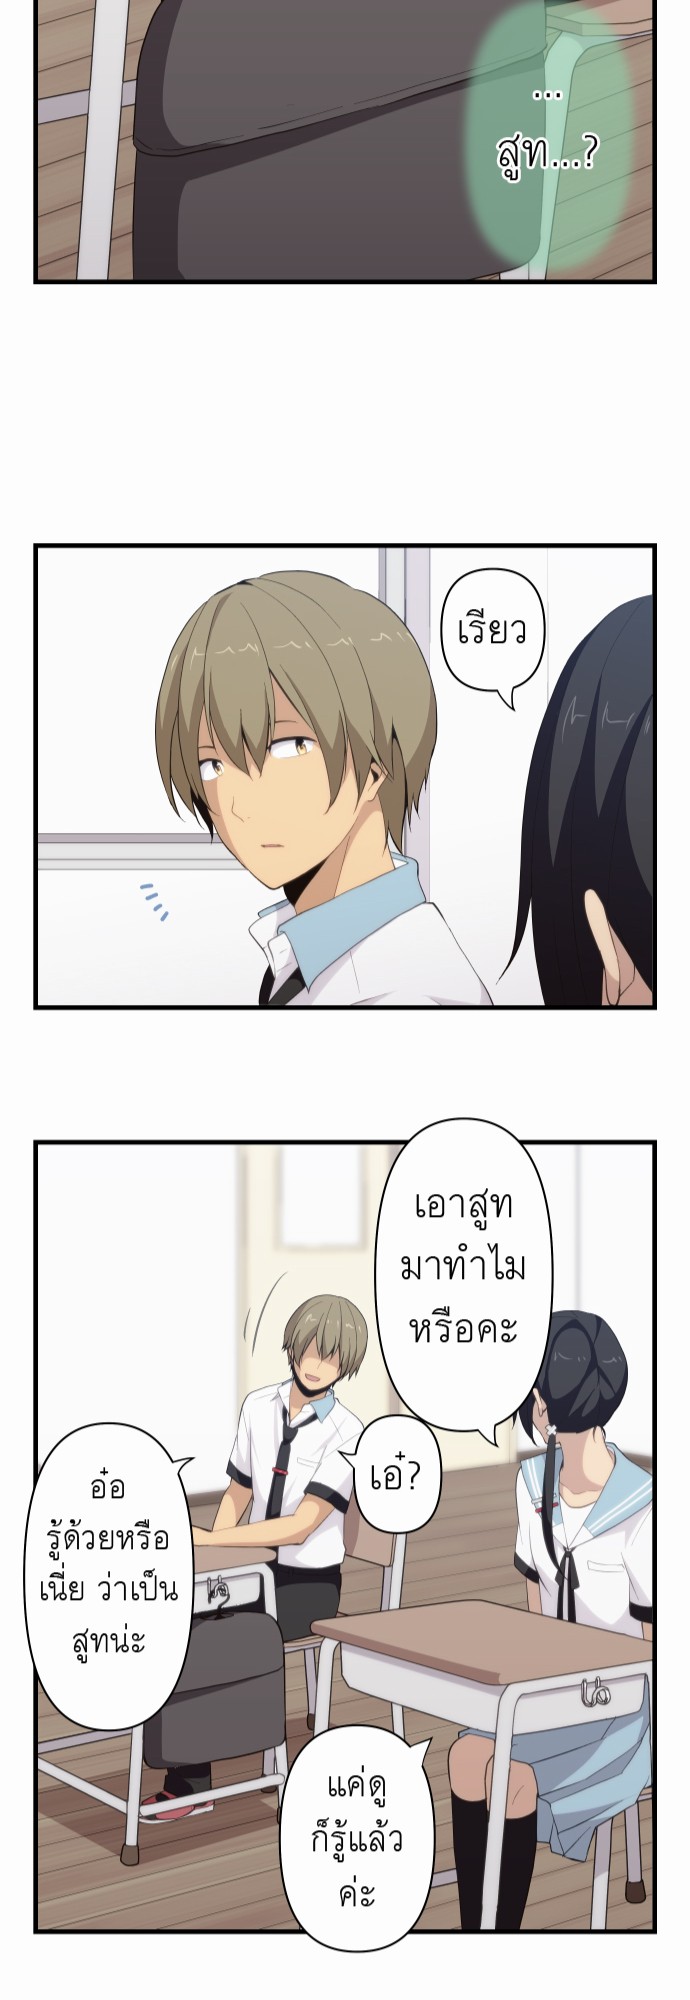 ...
สูท...?
เรียว
เอาสูท
มาทำไม
หรือคะ
เอ๋?
อ๋อ
รู้ด้วยหรือ
เนี่ย ว่าเป็น
สูทน่ะ
แค่ดู
ก็รู้แล้ว
ค่ะ